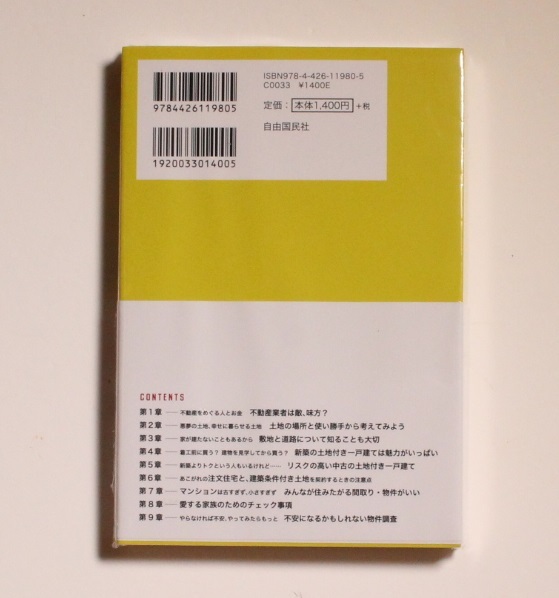 ISBN978-4-426-11980-5
C0033 ¥1400E
9784426119805
定価：本体1,400円+税
1920033014005
自由国民社
CONTENTS
第1章 ── 不動産をめぐる人とお金 不動産業者は敵、味方？
第2章 ── 悪夢の土地、幸せに暮らせる土地 土地の場所と使い勝手から考えてみよう
第3章 ── 家が建たないこともあるから 敷地と道路について知ることも大切
第4章 ── 着工前に買う？ 建物を見学してから買う？ 新築の土地付き一戸建ては魅力がいっぱい
第5章 ── 新築よりトクという人もいるけれど…… リスクの高い中古の土地付き一戸建て
第6章 ── あこがれの注文住宅と、建築条件付き土地を契約するときの注意点
第7章 ── マンションは古すぎず、小さすぎず みんなが住みたがる間取り・物件がいい
第8章 ── 愛する家族のためのチェック事項
第9章 ── やらなければ不安、やってみたらもっと 不安になるかもしれない物件調査